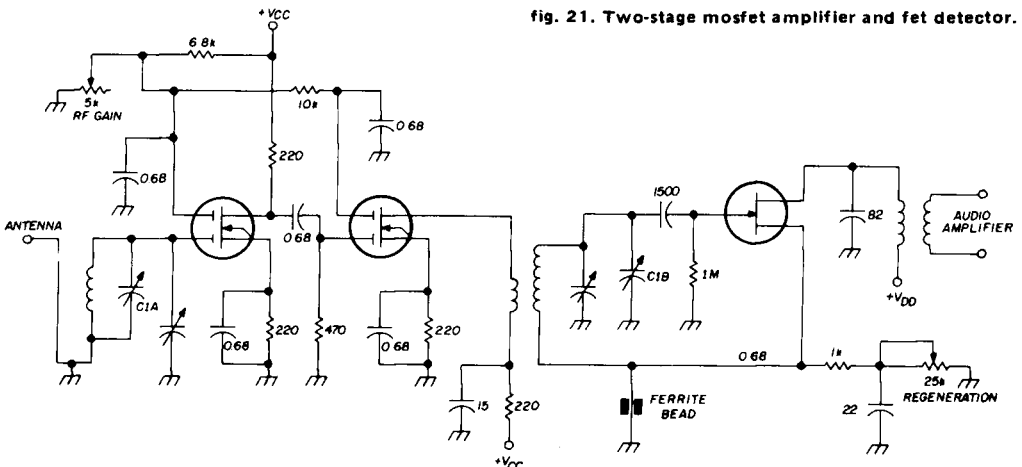 fig. 21. Two-stage mosfet amplifier and fet detector.
+VCC
6.8k
5k
RF GAIN
10k
0.68
0.68
220
1500
ANTENNA
0.68
82
AUDIO
AMPLIFIER
C1A
C1B
1M
+VDD
0.68
220
470
0.68
220
0.68
1k
15
220
FERRITE
BEAD
22
25k
REGENERATION
+VCC